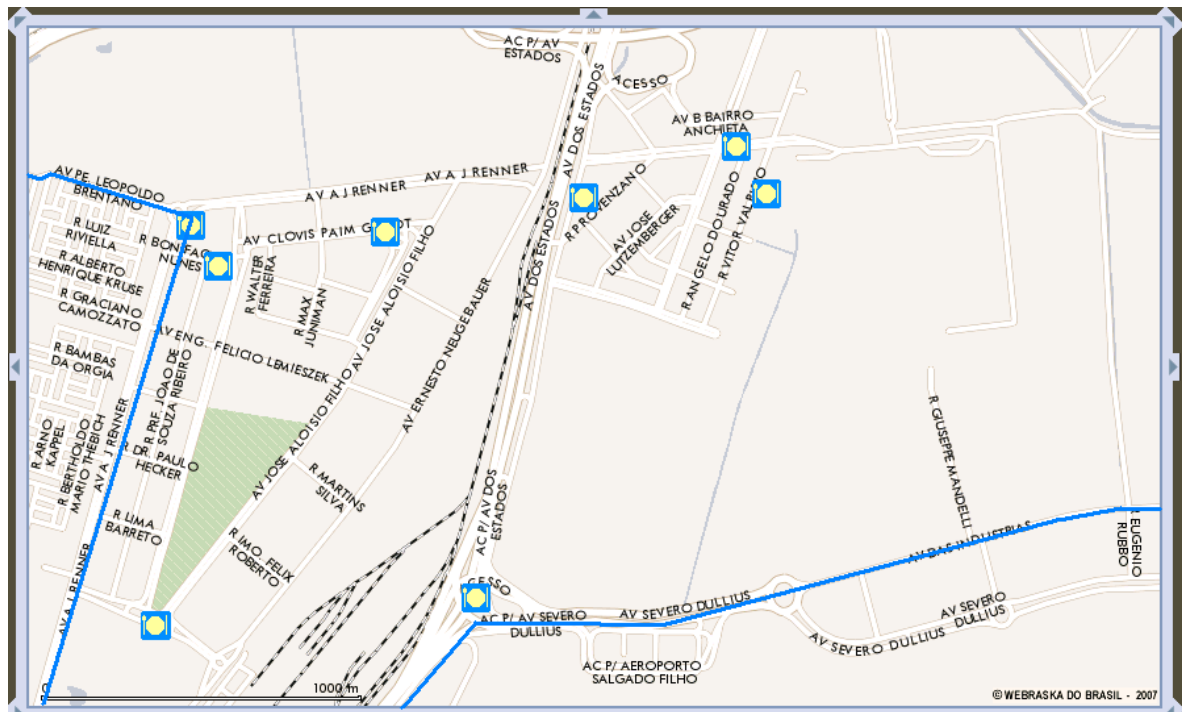 AC P/ AV
ESTADOS
ACESSO
AV DOS ESTADOS
AV B BAIRRO
ANCHIETA
AV PE. LEOPOLDO
BRENTANO
AV A J RENNER
AV A J RENNER
R PROVENZANO
AV JOSE
LUTZEMBERGER
R ANGELO DOURADO
R LUIZ
RIVIELLA
NUNES
AV CLOVIS PAIM
R ALBERTO
HENRIQUE KRUSE
R WALTER
FERREIRA
R MAX
JUNIMAN
AV JOSE ALOISIO FILHO
AV DOS ESTADOS
R GRACIANO
CAMOZZATO
AV ENG. FELICIO LEMIESZEK
AV ERNESTO NEUGEBAUER
R BAMBAS
DA ORGIA
R PRF. JOAO DE
SOUZA RIBEIRO
AV JOSE ALOISIO FILHO
R ARNO
KAPPEL
R BERTHOLDO
MARIO THEBICH
AV A J RENNER
R DR. PAULO
HECKER
R MARTINS
SILVA
R GIUSEPPE MANDELLI
R LIMA
BARRETO
R IMO. FELIX
ROBERTO
AC P/ AV DOS
ESTADOS
AV DAS INDUSTRIAS
R EUGENIO
RUBBO
AV A J RENNER
AC P/ AV SEVERO
DULLIUS
AV SEVERO DULLIUS
AV SEVERO
DULLIUS
AV SEVERO DULLIUS
AC P/ AEROPORTO
SALGADO FILHO
0
1000 m
© WEBRASKA DO BRASIL - 2007